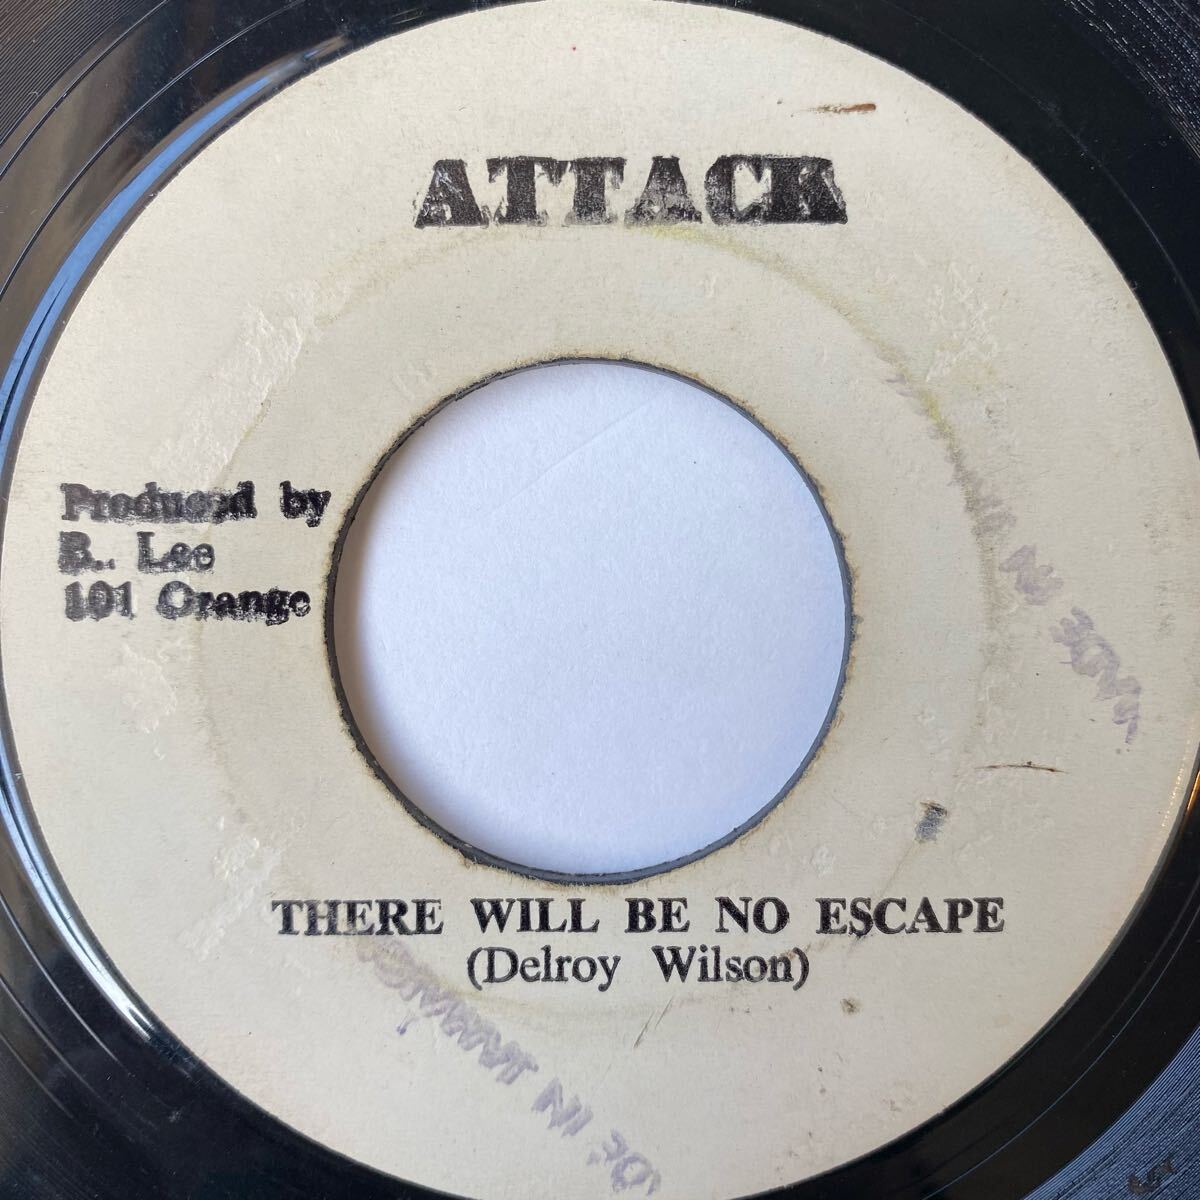 ATTACK
Produced by
B. Lee
101 Orange
THERE WILL BE NO ESCAPE
(Delroy Wilson)